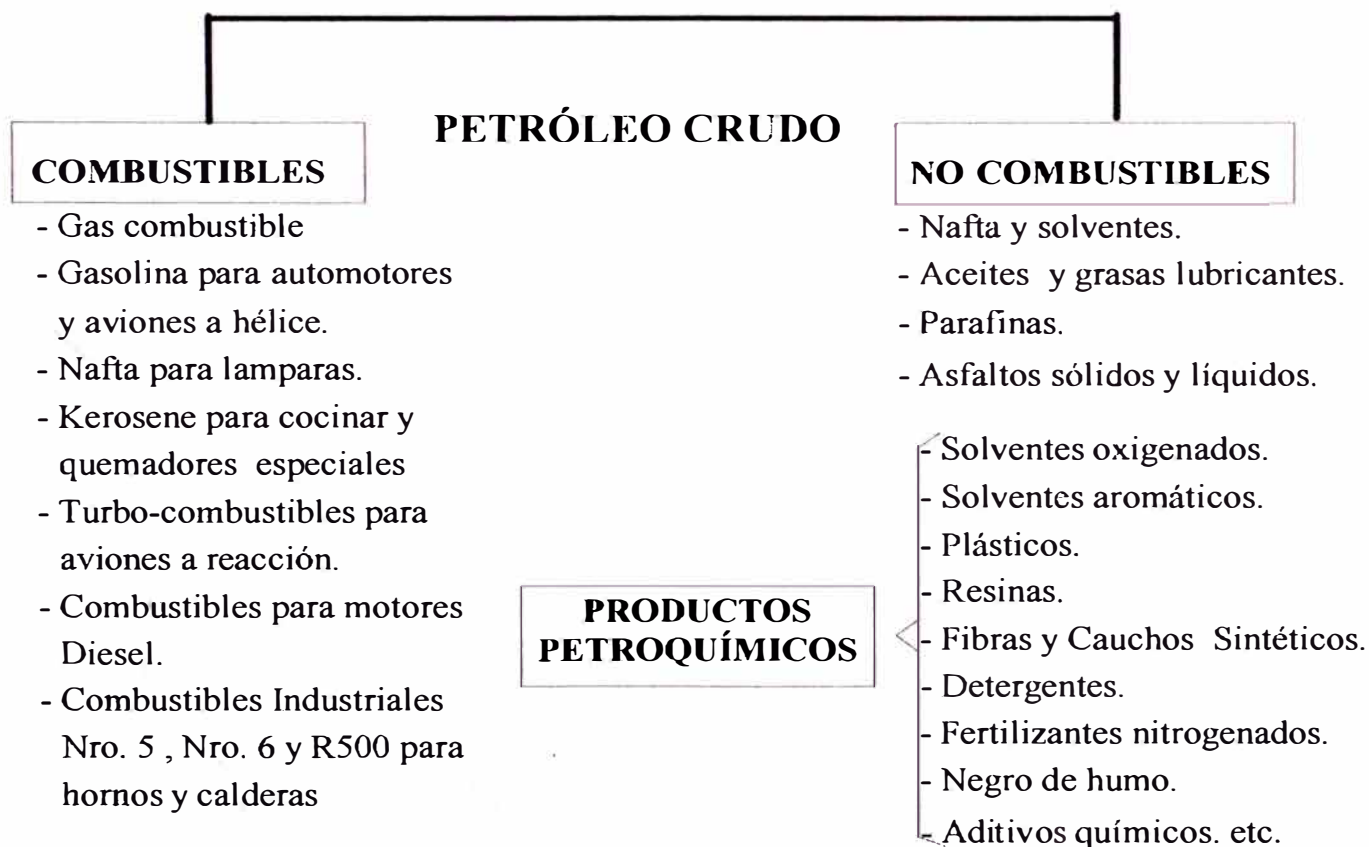 PETRÓLEO CRUDO
COMBUSTIBLES
- Gas combustible
- Gasolina para automotores
y aviones a hélice.
- Nafta para lamparas.
- Kerosene para cocinar y
quemadores especiales
- Turbo-combustibles para
aviones a reacción.
- Combustibles para motores
Diesel.
- Combustibles Industriales
Nro. 5 , Nro. 6 y R500 para
hornos y calderas
NO COMBUSTIBLES
- Nafta y solventes.
- Aceites y grasas lubricantes.
- Parafinas.
- Asfaltos sólidos y líquidos.
PRODUCTOS
PETROQUÍMICOS
- Solventes oxigenados.
- Solventes aromáticos.
- Plásticos.
- Resinas.
- Fibras y Cauchos Sintéticos.
- Detergentes.
- Fertilizantes nitrogenados.
- Negro de humo.
- Aditivos químicos. etc.